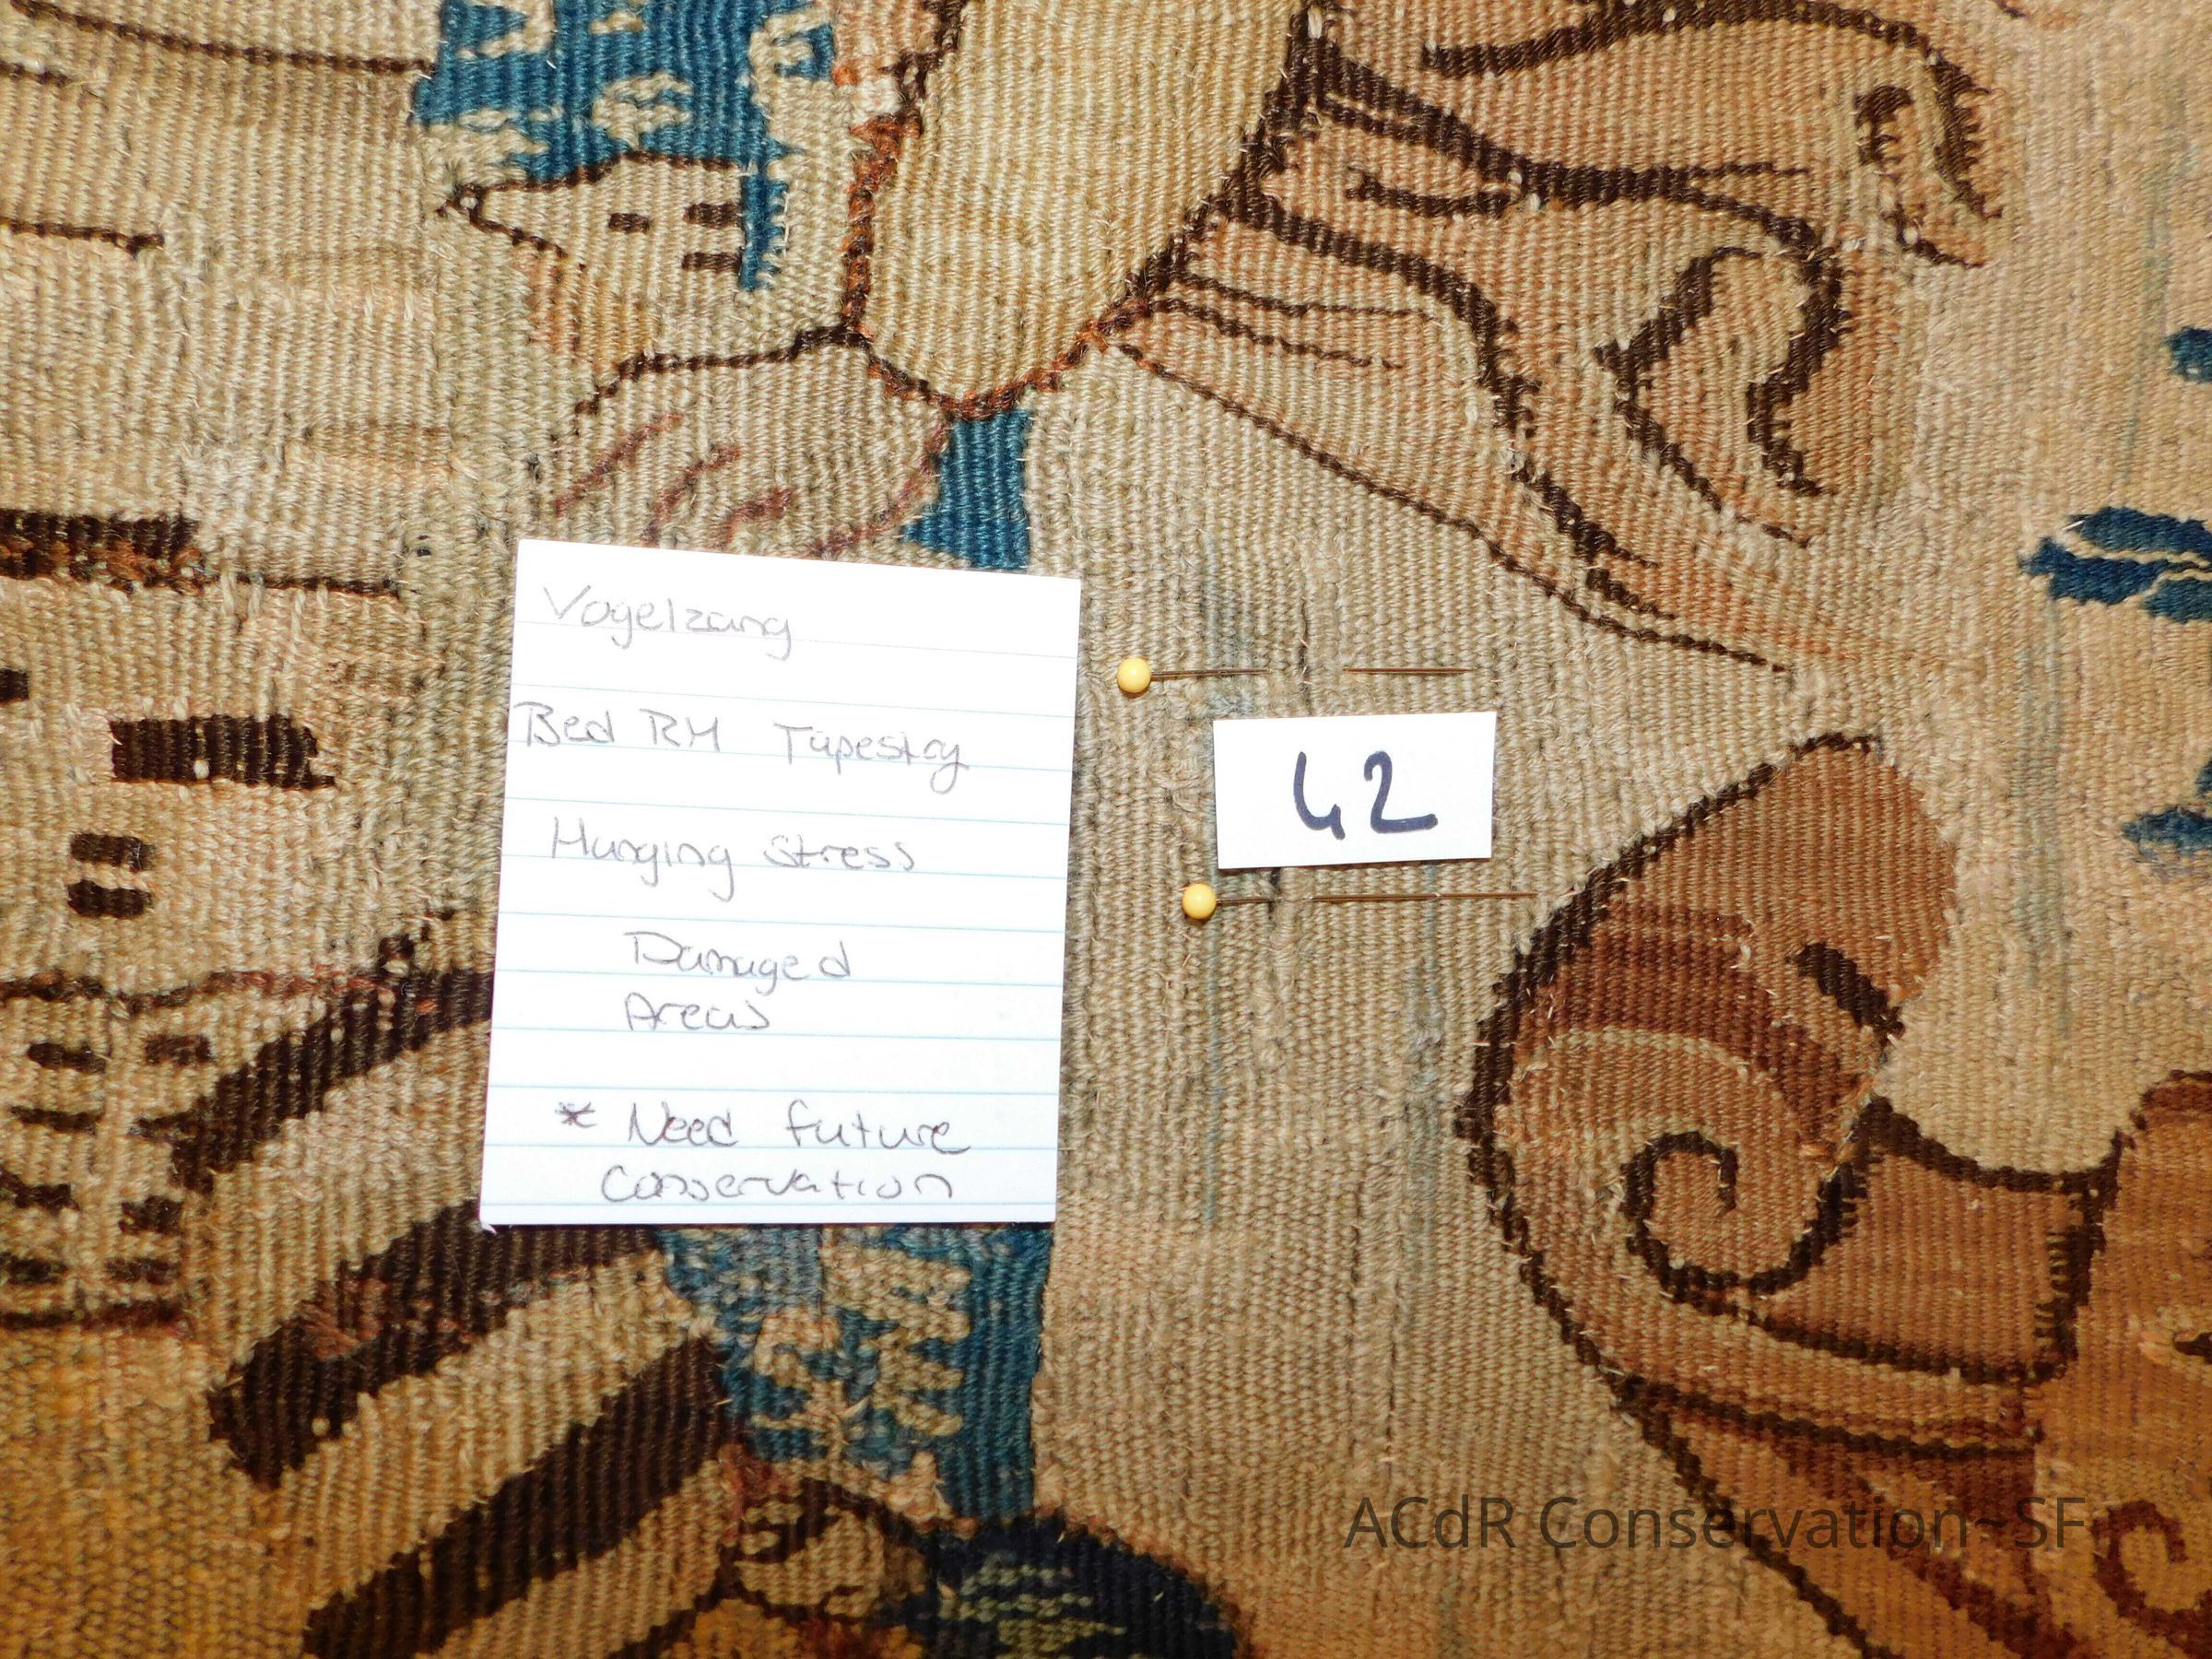 Vogelzang
Bed RM Tapestry
Hanging Stress
Damaged
Areas
* Need future
Conservation
42
ACdR Conservation~SF